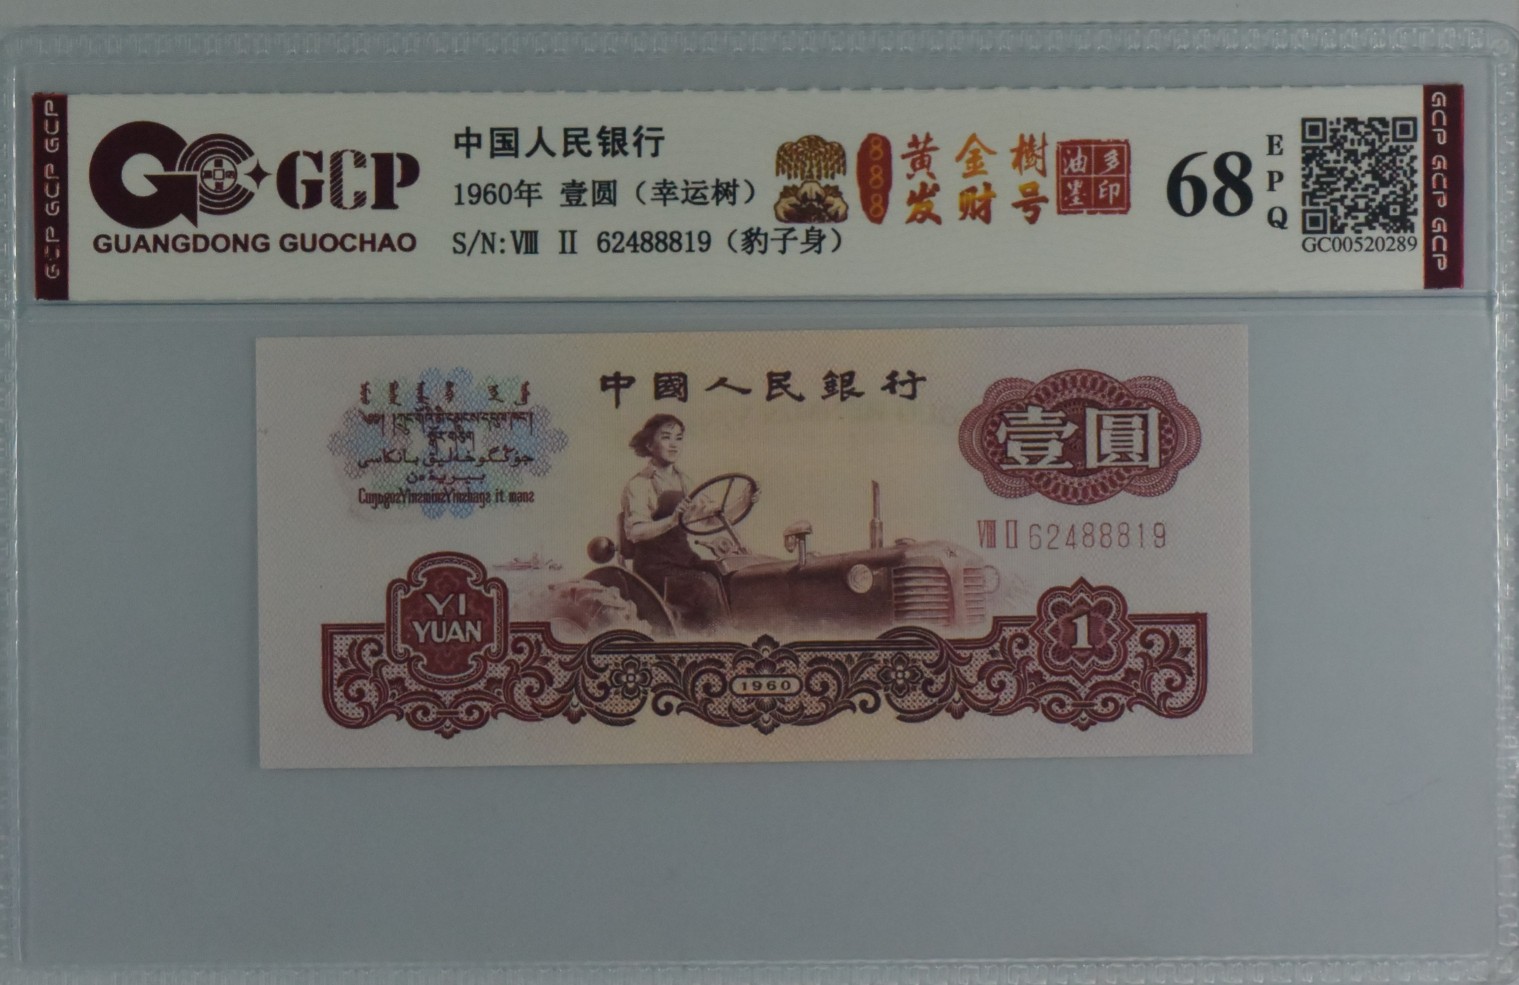 GCP GCP GCP
GCP
GUANGDONG GUOCHAO
中国人民银行
1960年 壹圆（幸运树）
S/N:Ⅷ Ⅱ 62488819（豹子身）
888
黄金樹
发财号
油墨
多印
68
EPQ
GC00520289
GCP GCP GCP
中國人民銀行
壹圓
Ⅷ Ⅱ 62488819
YI
YUAN
1960
1